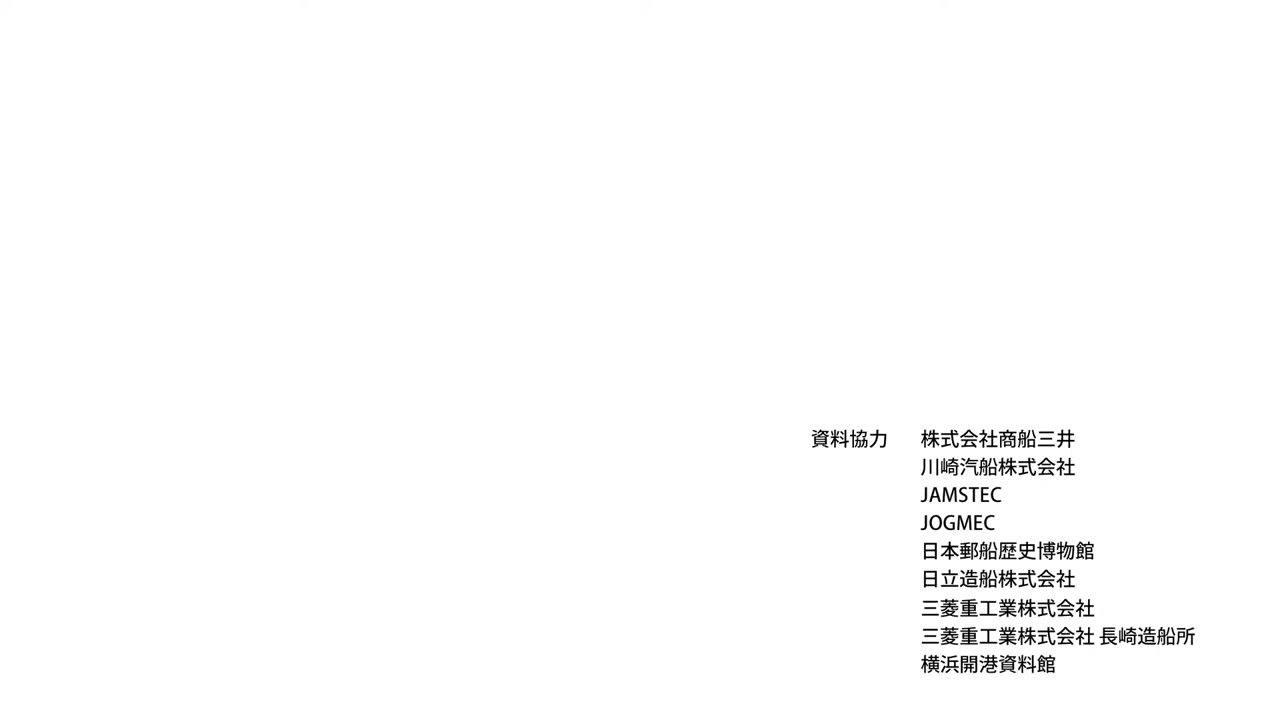 資料協力 株式会社商船三井
川崎汽船株式会社
JAMSTEC
JOGMEC
日本郵船歴史博物館
日立造船株式会社
三菱重工業株式会社
三菱重工業株式会社 長崎造船所
横浜開港資料館